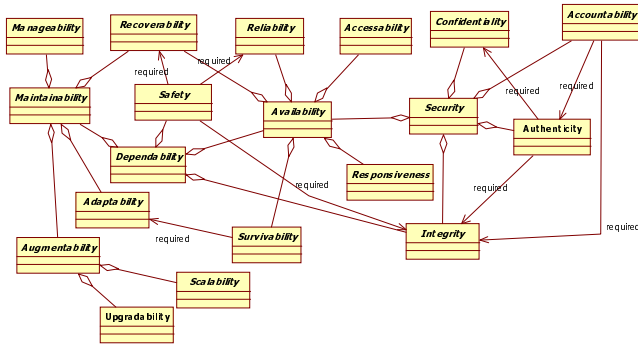 Accountability
Manageability
Recoverability
Reliability
Accessability
Confidentiality
required
required
required
required
Maintainability
Safety
Availability
Security
Authenticity
Dependability
Responsiveness
required
required
Adaptability
required
required
Survivability
Integrity
Augmentability
Scalability
Upgradability